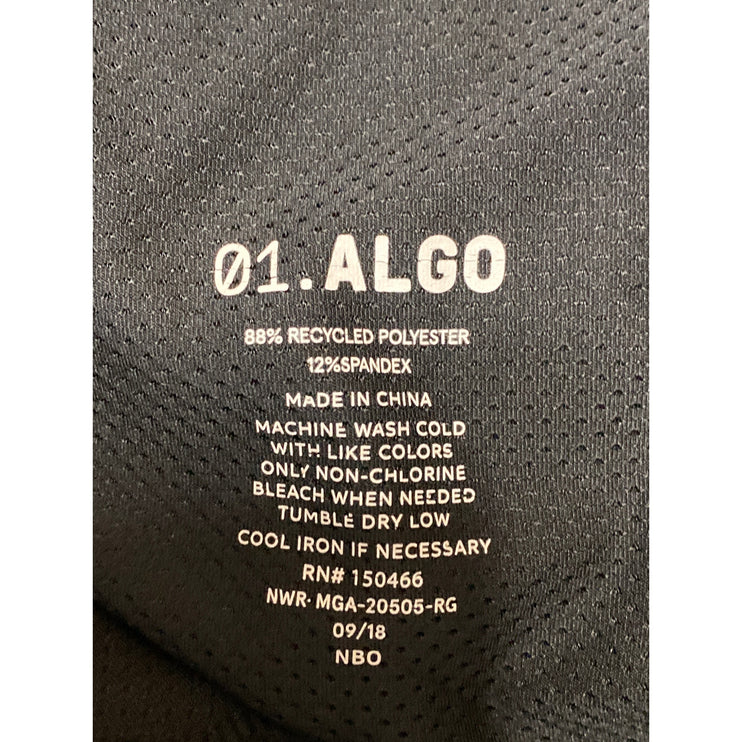 01.ALGO
88% RECYCLED POLYESTER
12%SPANDEX
MADE IN CHINA
MACHINE WASH COLD
WITH LIKE COLORS
ONLY NON-CHLORINE
BLEACH WHEN NEEDED
TUMBLE DRY LOW
COOL IRON IF NECESSARY
RN# 150466
NWR·MGA-20505-RG
09/18
NBO